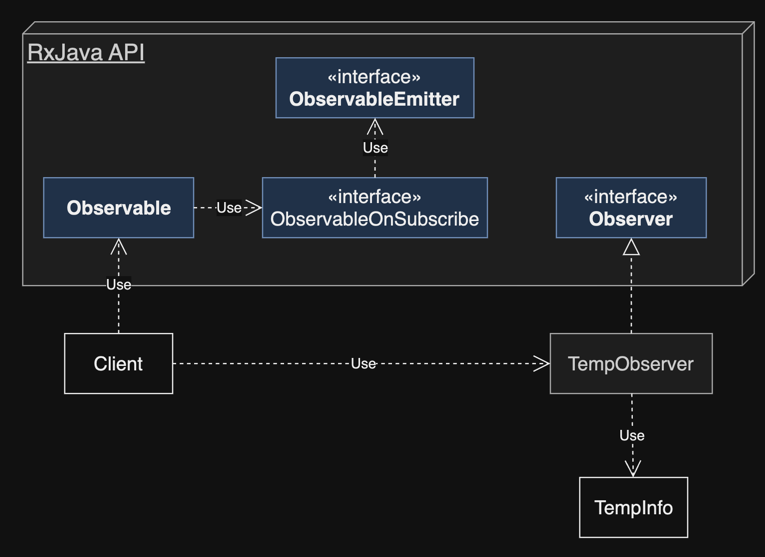 RxJava API
«interface»
ObservableEmitter
Use
Observable
Use
«interface»
ObservableOnSubscribe
«interface»
Observer
Use
Client
Use
TempObserver
Use
TempInfo